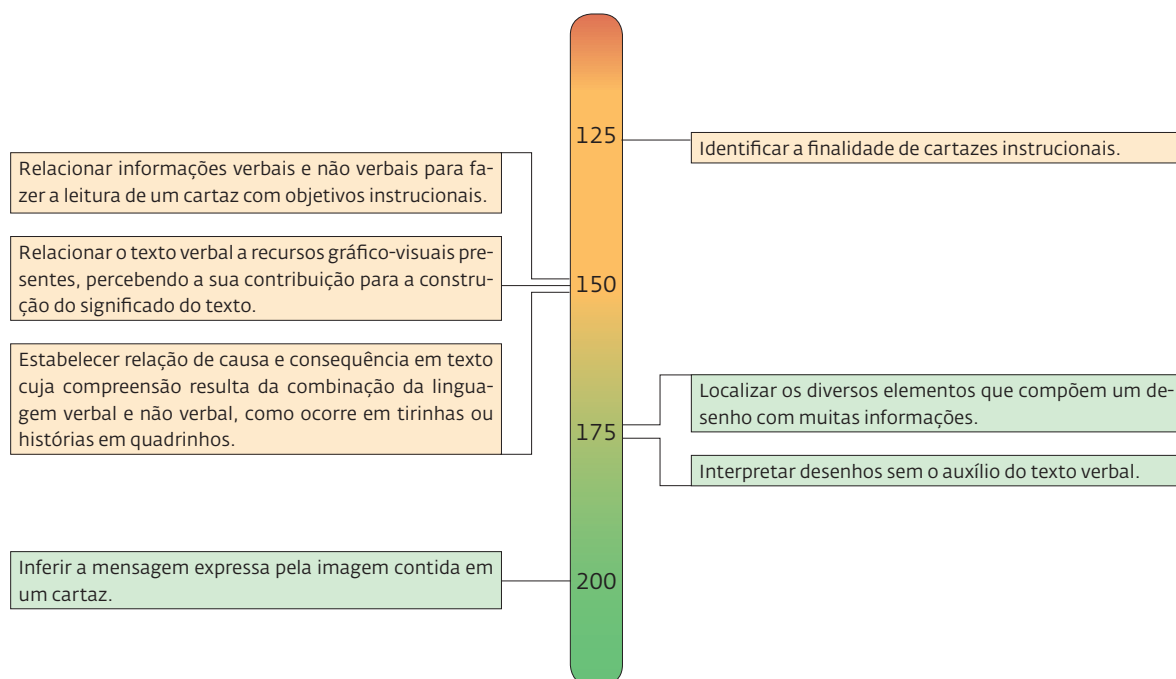 125
Identificar a finalidade de cartazes instrucionais.
Relacionar informações verbais e não verbais para fa-
zer a leitura de um cartaz com objetivos instrucionais.
Relacionar o texto verbal a recursos gráfico-visuais pre-
sentes, percebendo a sua contribuição para a constru-
ção do significado do texto.
150
Estabelecer relação de causa e consequência em texto
cuja compreensão resulta da combinação da lingua-
gem verbal e não verbal, como ocorre em tirinhas ou
histórias em quadrinhos.
Localizar os diversos elementos que compõem um de-
senho com muitas informações.
175
Interpretar desenhos sem o auxílio do texto verbal.
Inferir a mensagem expressa pela imagem contida em
um cartaz.
200